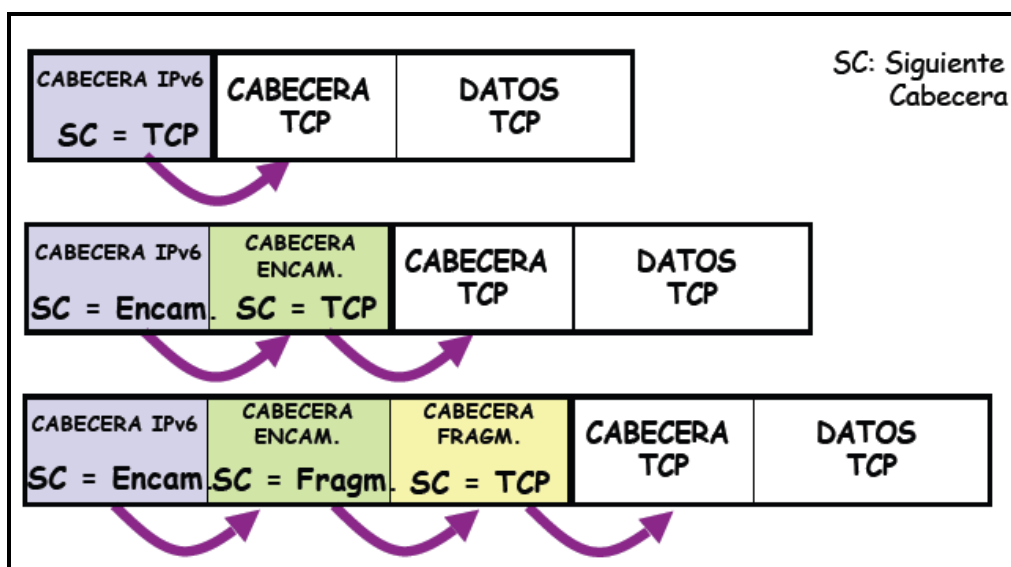 SC: Siguiente
Cabecera
CABECERA IPv6
SC = TCP
CABECERA
TCP
DATOS
TCP
CABECERA IPv6
SC = Encam.
CABECERA
ENCAM.
SC = TCP
CABECERA
TCP
DATOS
TCP
CABECERA IPv6
SC = Encam.
CABECERA
ENCAM.
SC = Fragm.
CABECERA
FRAGM.
SC = TCP
CABECERA
TCP
DATOS
TCP